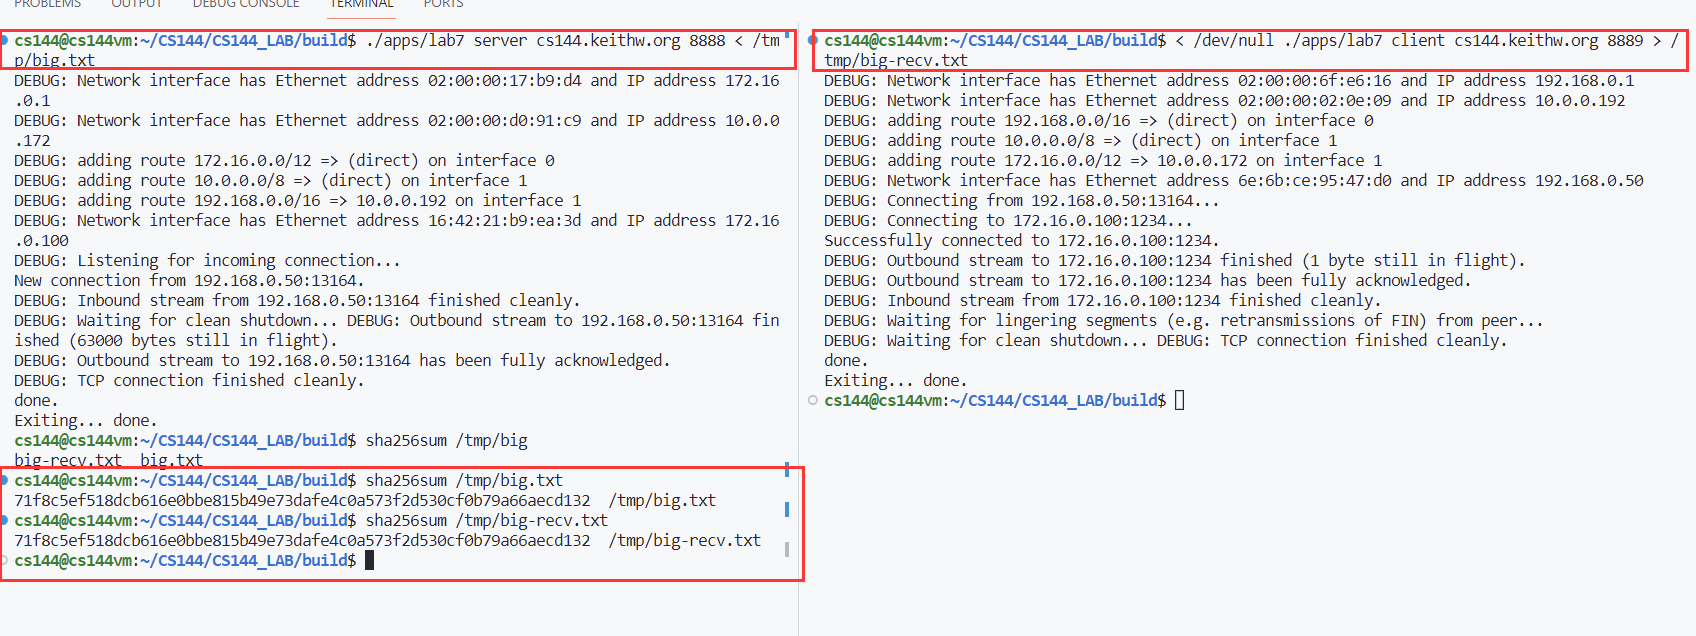 PROBLEMS OUTPUT DEBUG CONSOLE TERMINAL PORTS
cs144@cs144vm:~/CS144/CS144_LAB/build$ ./apps/lab7 server cs144.keithw.org 8888 < /tm
p/big.txt
DEBUG: Network interface has Ethernet address 02:00:00:17:b9:d4 and IP address 172.16
.0.1
DEBUG: Network interface has Ethernet address 02:00:00:d0:91:c9 and IP address 10.0.0
.172
DEBUG: adding route 172.16.0.0/12 => (direct) on interface 0
DEBUG: adding route 10.0.0.0/8 => (direct) on interface 1
DEBUG: adding route 192.168.0.0/16 => 10.0.0.192 on interface 1
DEBUG: Network interface has Ethernet address 16:42:21:b9:ea:3d and IP address 172.16
.0.100
DEBUG: Listening for incoming connection...
New connection from 192.168.0.50:13164.
DEBUG: Inbound stream from 192.168.0.50:13164 finished cleanly.
DEBUG: Waiting for clean shutdown... DEBUG: Outbound stream to 192.168.0.50:13164 fin
ished (63000 bytes still in flight).
DEBUG: Outbound stream to 192.168.0.50:13164 has been fully acknowledged.
DEBUG: TCP connection finished cleanly.
done.
Exiting... done.
cs144@cs144vm:~/CS144/CS144_LAB/build$ sha256sum /tmp/big
big-recv.txt  big.txt
cs144@cs144vm:~/CS144/CS144_LAB/build$ sha256sum /tmp/big.txt
71f8c5ef518dcb616e0bbe815b49e73dafe4c0a573f2d530cf0b79a66aecd132  /tmp/big.txt
cs144@cs144vm:~/CS144/CS144_LAB/build$ sha256sum /tmp/big-recv.txt
71f8c5ef518dcb616e0bbe815b49e73dafe4c0a573f2d530cf0b79a66aecd132  /tmp/big-recv.txt
cs144@cs144vm:~/CS144/CS144_LAB/build$
cs144@cs144vm:~/CS144/CS144_LAB/build$ < /dev/null ./apps/lab7 client cs144.keithw.org 8889 > /
tmp/big-recv.txt
DEBUG: Network interface has Ethernet address 02:00:00:6f:e6:16 and IP address 192.168.0.1
DEBUG: Network interface has Ethernet address 02:00:00:02:0e:09 and IP address 10.0.0.192
DEBUG: adding route 192.168.0.0/16 => (direct) on interface 0
DEBUG: adding route 10.0.0.0/8 => (direct) on interface 1
DEBUG: adding route 172.16.0.0/12 => 10.0.0.172 on interface 1
DEBUG: Network interface has Ethernet address 6e:6b:ce:95:47:d0 and IP address 192.168.0.50
DEBUG: Connecting from 192.168.0.50:13164...
DEBUG: Connecting to 172.16.0.100:1234...
Successfully connected to 172.16.0.100:1234.
DEBUG: Outbound stream to 172.16.0.100:1234 finished (1 byte still in flight).
DEBUG: Outbound stream to 172.16.0.100:1234 has been fully acknowledged.
DEBUG: Inbound stream from 172.16.0.100:1234 finished cleanly.
DEBUG: Waiting for lingering segments (e.g. retransmissions of FIN) from peer...
DEBUG: Waiting for clean shutdown... DEBUG: TCP connection finished cleanly.
done.
Exiting... done.
cs144@cs144vm:~/CS144/CS144_LAB/build$